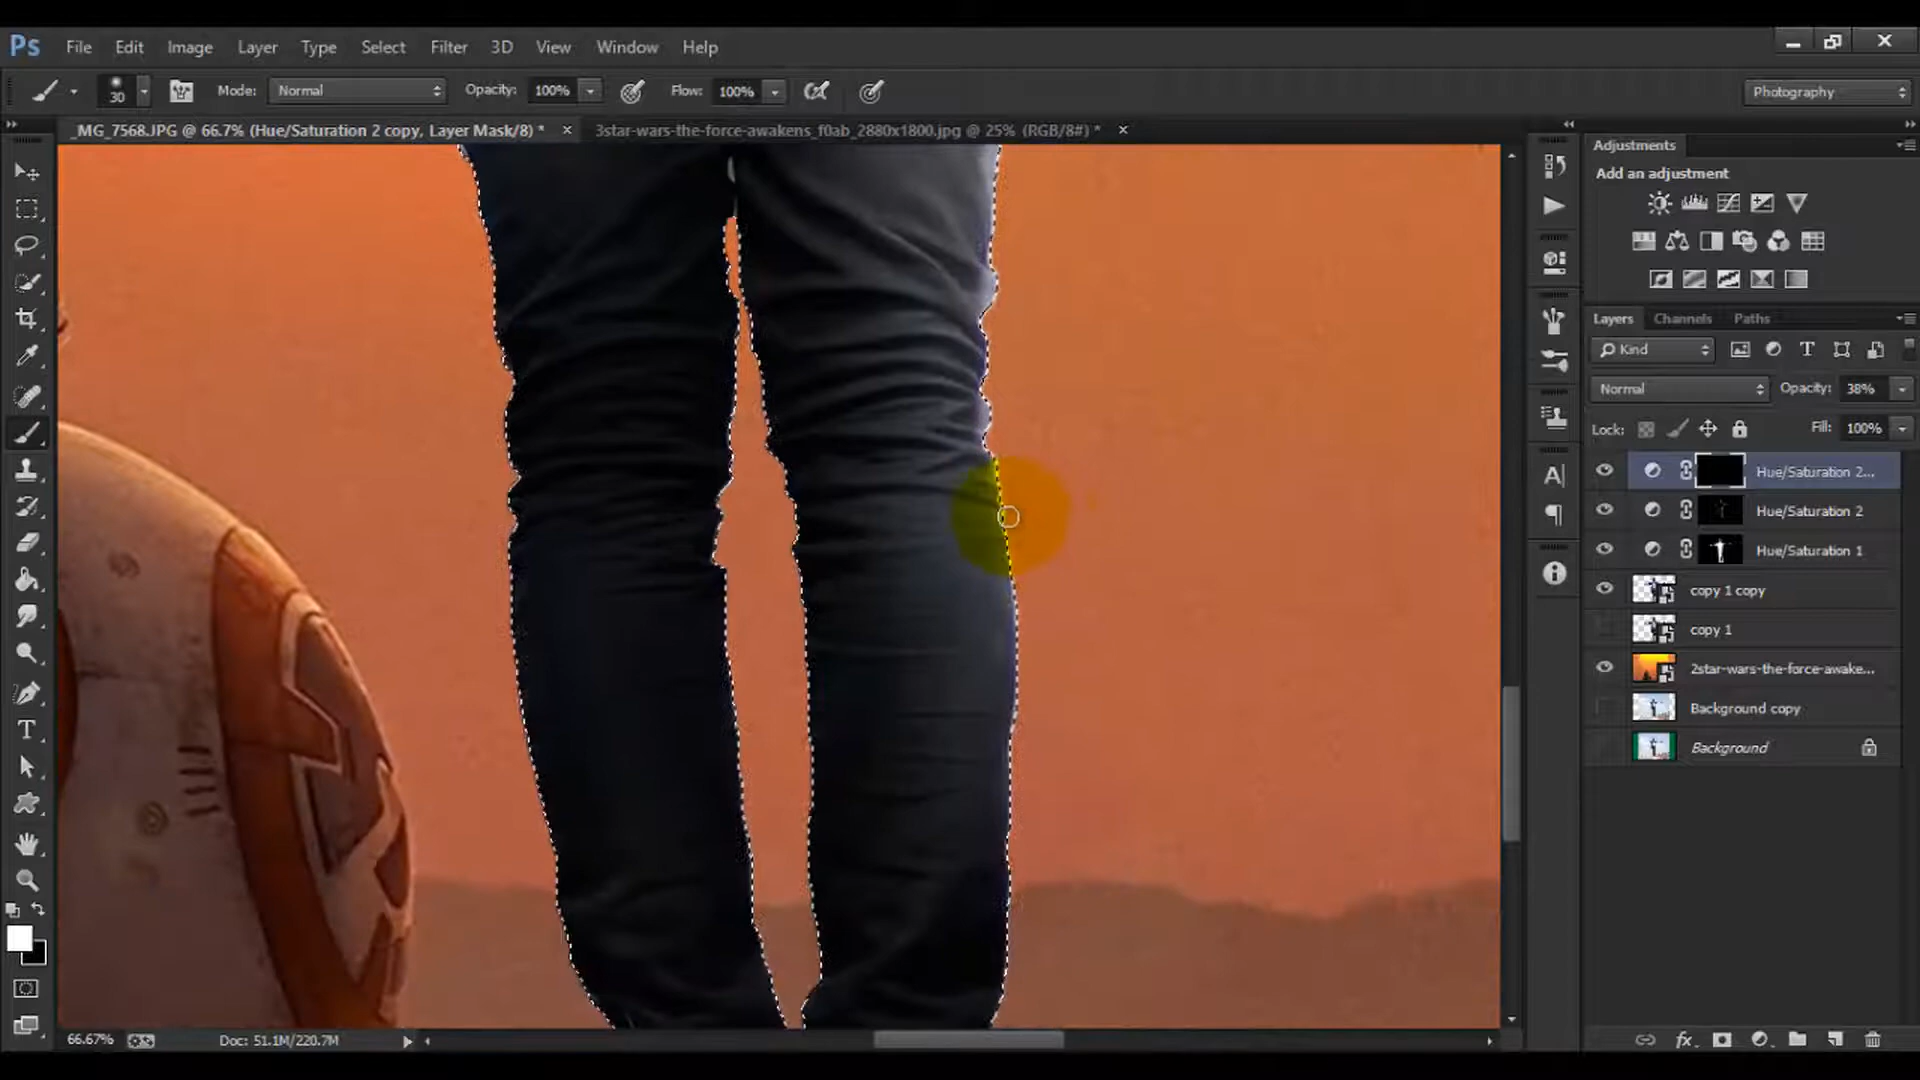 Ps File Edit Image Layer Type Select Filter 3D View Window Help
30 Mode: Normal Opacity: 100% Flow: 100% Photography
_MG_7568.JPG @ 66.7% (Hue/Saturation 2 copy, Layer Mask/8) * 3star-wars-the-force-awakens_f0ab_2880x1800.jpg @ 25% (RGB/8#) *
Adjustments
Add an adjustment
Layers Channels Paths
Kind T
Normal Opacity: 38%
Lock: Fill: 100%
Hue/Saturation 2...
Hue/Saturation 2
Hue/Saturation 1
copy 1 copy
copy 1
2star-wars-the-force-awake...
Background copy
Background
66.67% Doc: 51.1M/220.7M
fx